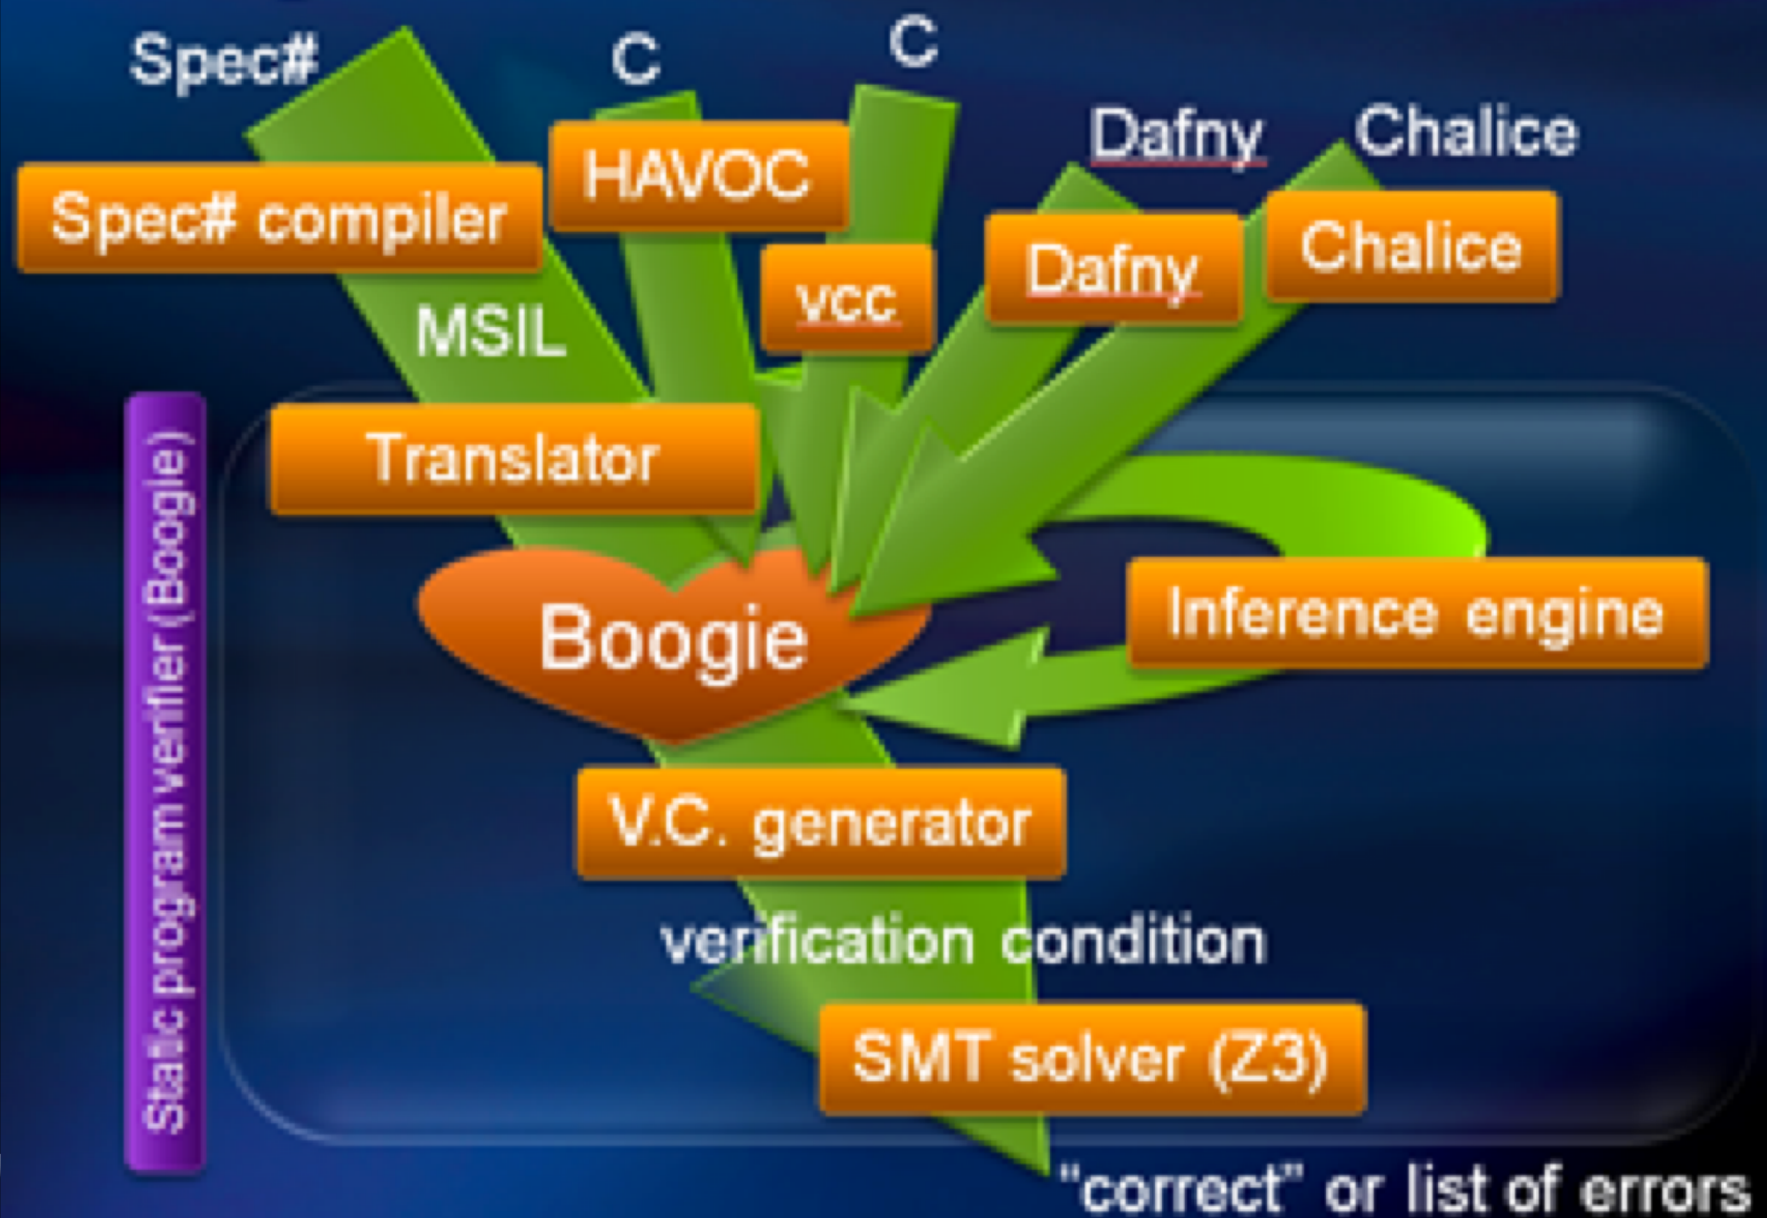 Spec#
C
C
Dafny
Chalice
Spec# compiler
HAVOC
vcc
Dafny
Chalice
MSIL
Translator
Static program verifier (Boogie)
Boogie
Inference engine
V.C. generator
verification condition
SMT solver (Z3)
“correct” or list of errors